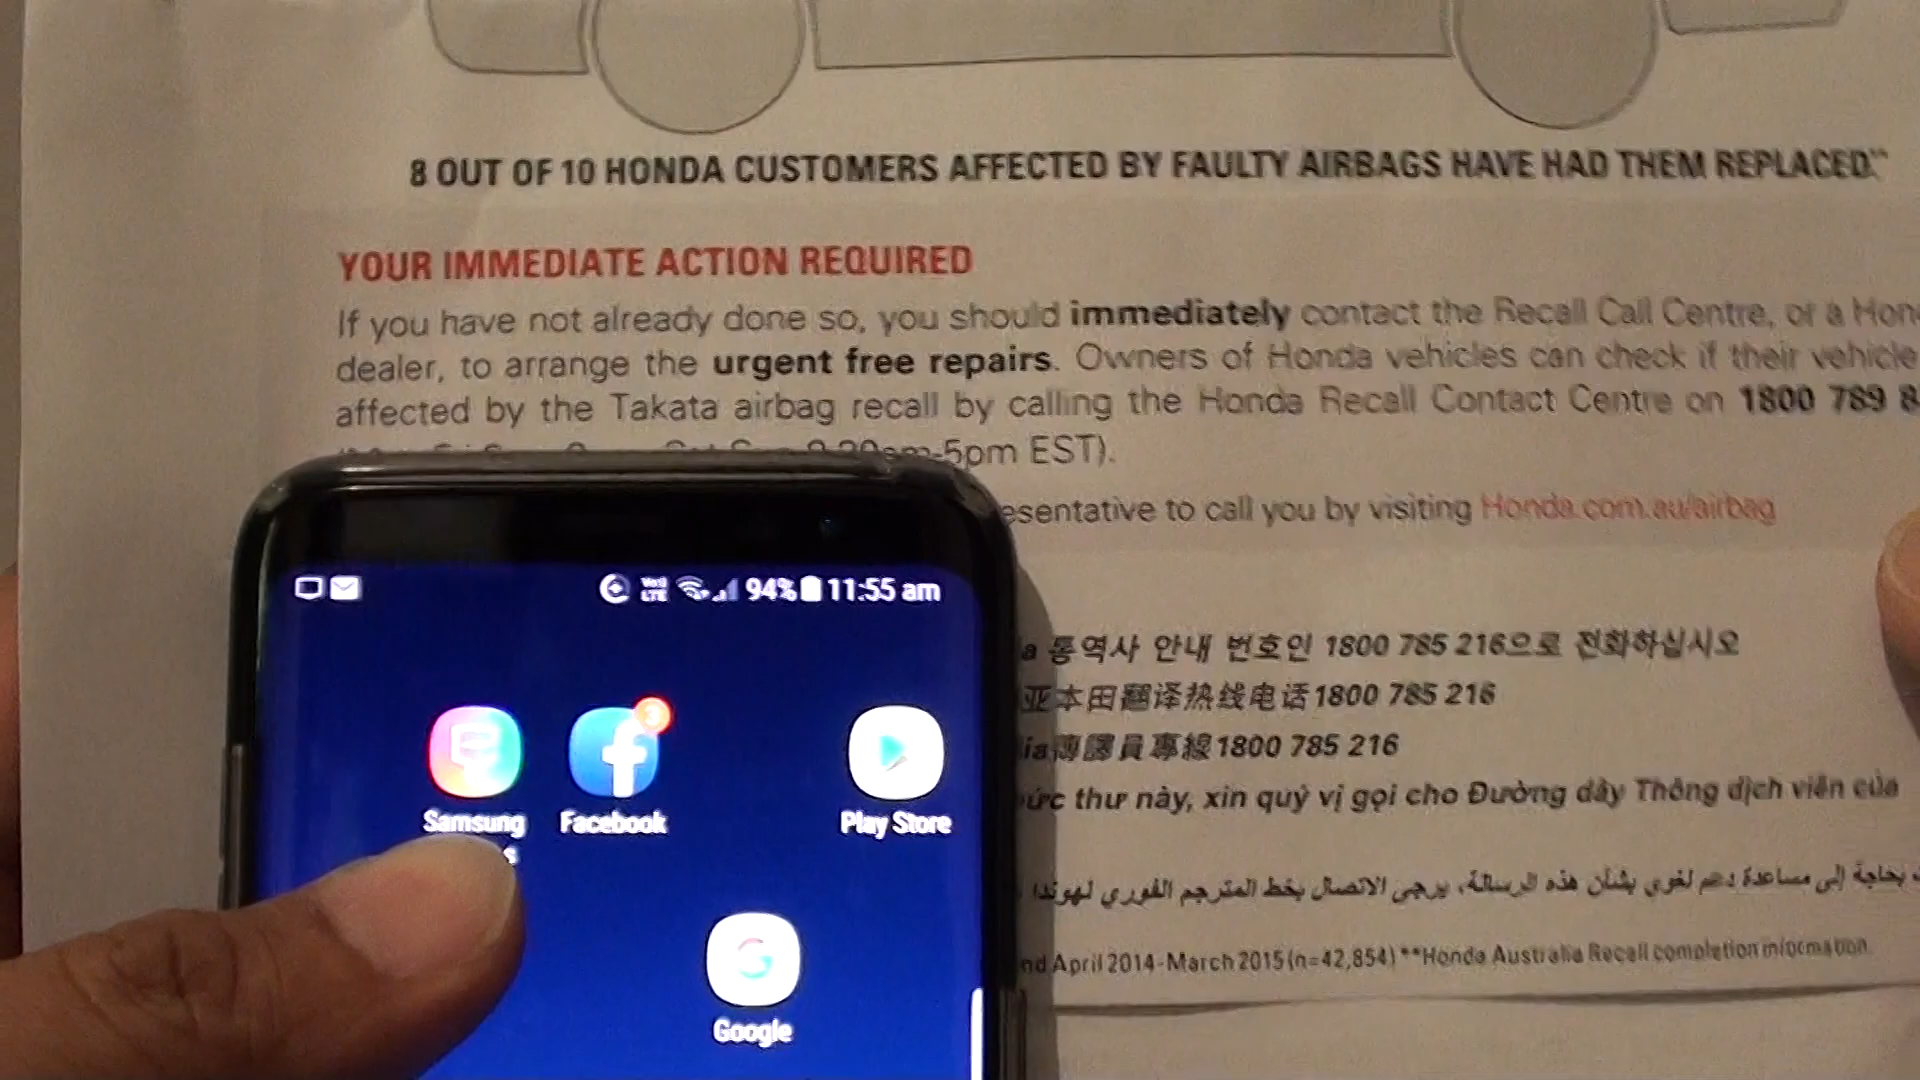 8 OUT OF 10 HONDA CUSTOMERS AFFECTED BY FAULTY AIRBAGS HAVE HAD THEM REPLACED.**
YOUR IMMEDIATE ACTION REQUIRED
If you have not already done so, you should immediately contact the Recall Call Centre, or a
dealer, to arrange the urgent free repairs. Owners of Honda vehicles can check if their vehicle
affected by the Takata airbag recall by calling the Honda Recall Contact Centre on 1800 789
-5pm EST).
to call you by visiting Honda.com.au/airbag
94% 11:55 am
통역사 안내 번호인 1800 785 216으로 전화하십시오
本田翻译热线电话1800 785 216
傳譯員專線1800 785 216
thư này, xin quý vị gọi cho Đường dây Thông dịch viên của
بحاجة إلى مساعدة دعم لغوي بشأن هذه الرسالة، يرجى الاتصال بخط المترجم الفوري لهوندا
April 2014-March 2015 (n=42,854) **Honda Australia Recall completion information.
3
Samsung
Facebook
Play Store
Google